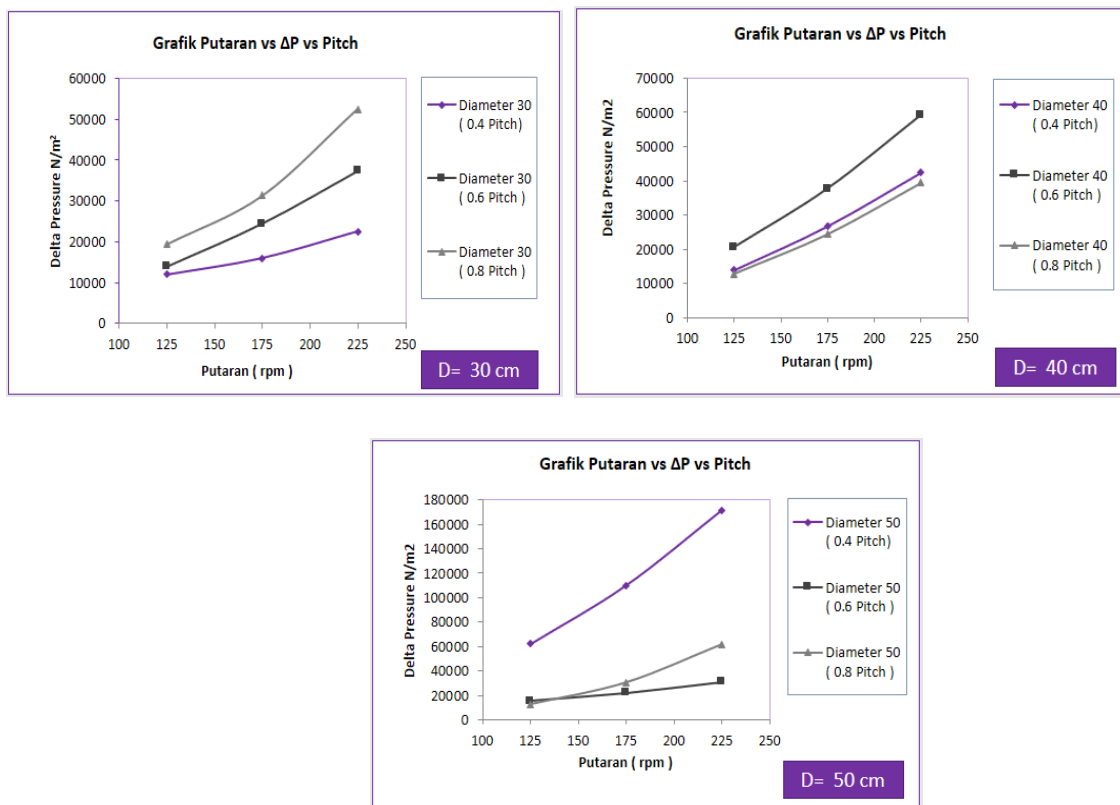 Grafik Putaran vs ΔP vs Pitch
60000
50000
40000
30000
20000
10000
0
Delta Pressure N/m²
100 125 150 175 200 225 250
Putaran ( rpm )
Diameter 30
( 0.4 Pitch)
Diameter 30
( 0.6 Pitch )
Diameter 30
( 0.8 Pitch )
D= 30 cm
Grafik Putaran vs ΔP vs Pitch
70000
60000
50000
40000
30000
20000
10000
0
Delta Pressure N/m2
100 125 150 175 200 225 250
Putaran ( rpm)
Diameter 40
( 0.4 Pitch)
Diameter 40
( 0.6 Pitch )
Diameter 40
( 0.8 Pitch )
D= 40 cm
Grafik Putaran vs ΔP vs Pitch
180000
160000
140000
120000
100000
80000
60000
40000
20000
0
Delta Pressure N/m2
100 125 150 175 200 225 250
Putaran ( rpm )
Diameter 50
( 0.4 Pitch)
Diameter 50
( 0.6 Pitch )
Diameter 50
( 0.8 Pitch )
D= 50 cm